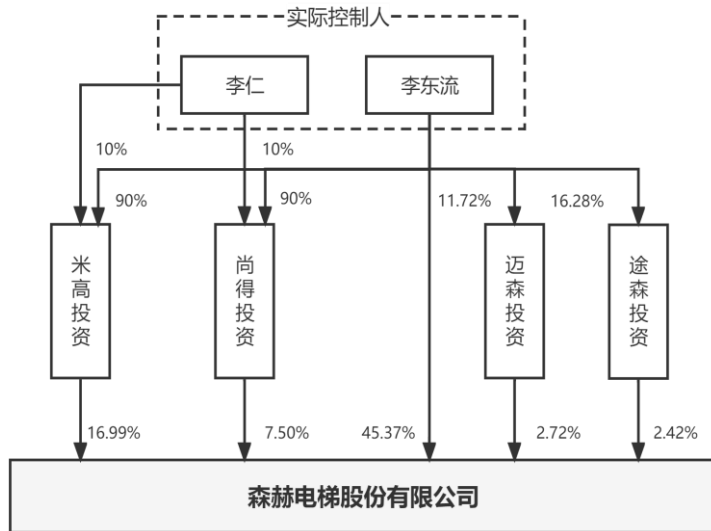 实际控制人
李仁
李东流
10%
10%
90%
90%
11.72%
16.28%
米高投资
尚得投资
迈森投资
途森投资
16.99%
7.50%
45.37%
2.72%
2.42%
森赫电梯股份有限公司